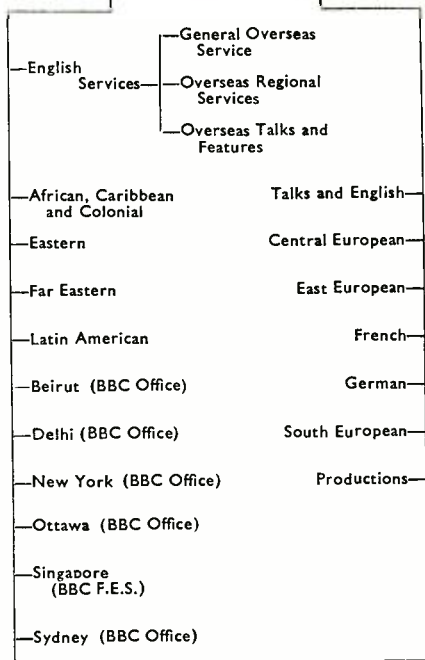 General Overseas
Service
English
Services
Overseas Regional
Services
Overseas Talks and
Features
African, Caribbean
and Colonial
Eastern
Far Eastern
Latin American
Beirut (BBC Office)
Delhi (BBC Office)
New York (BBC Office)
Ottawa (BBC Office)
Singapore
(BBC F.E.S.)
Sydney (BBC Office)
Talks and English
Central European
East European
French
German
South European
Productions